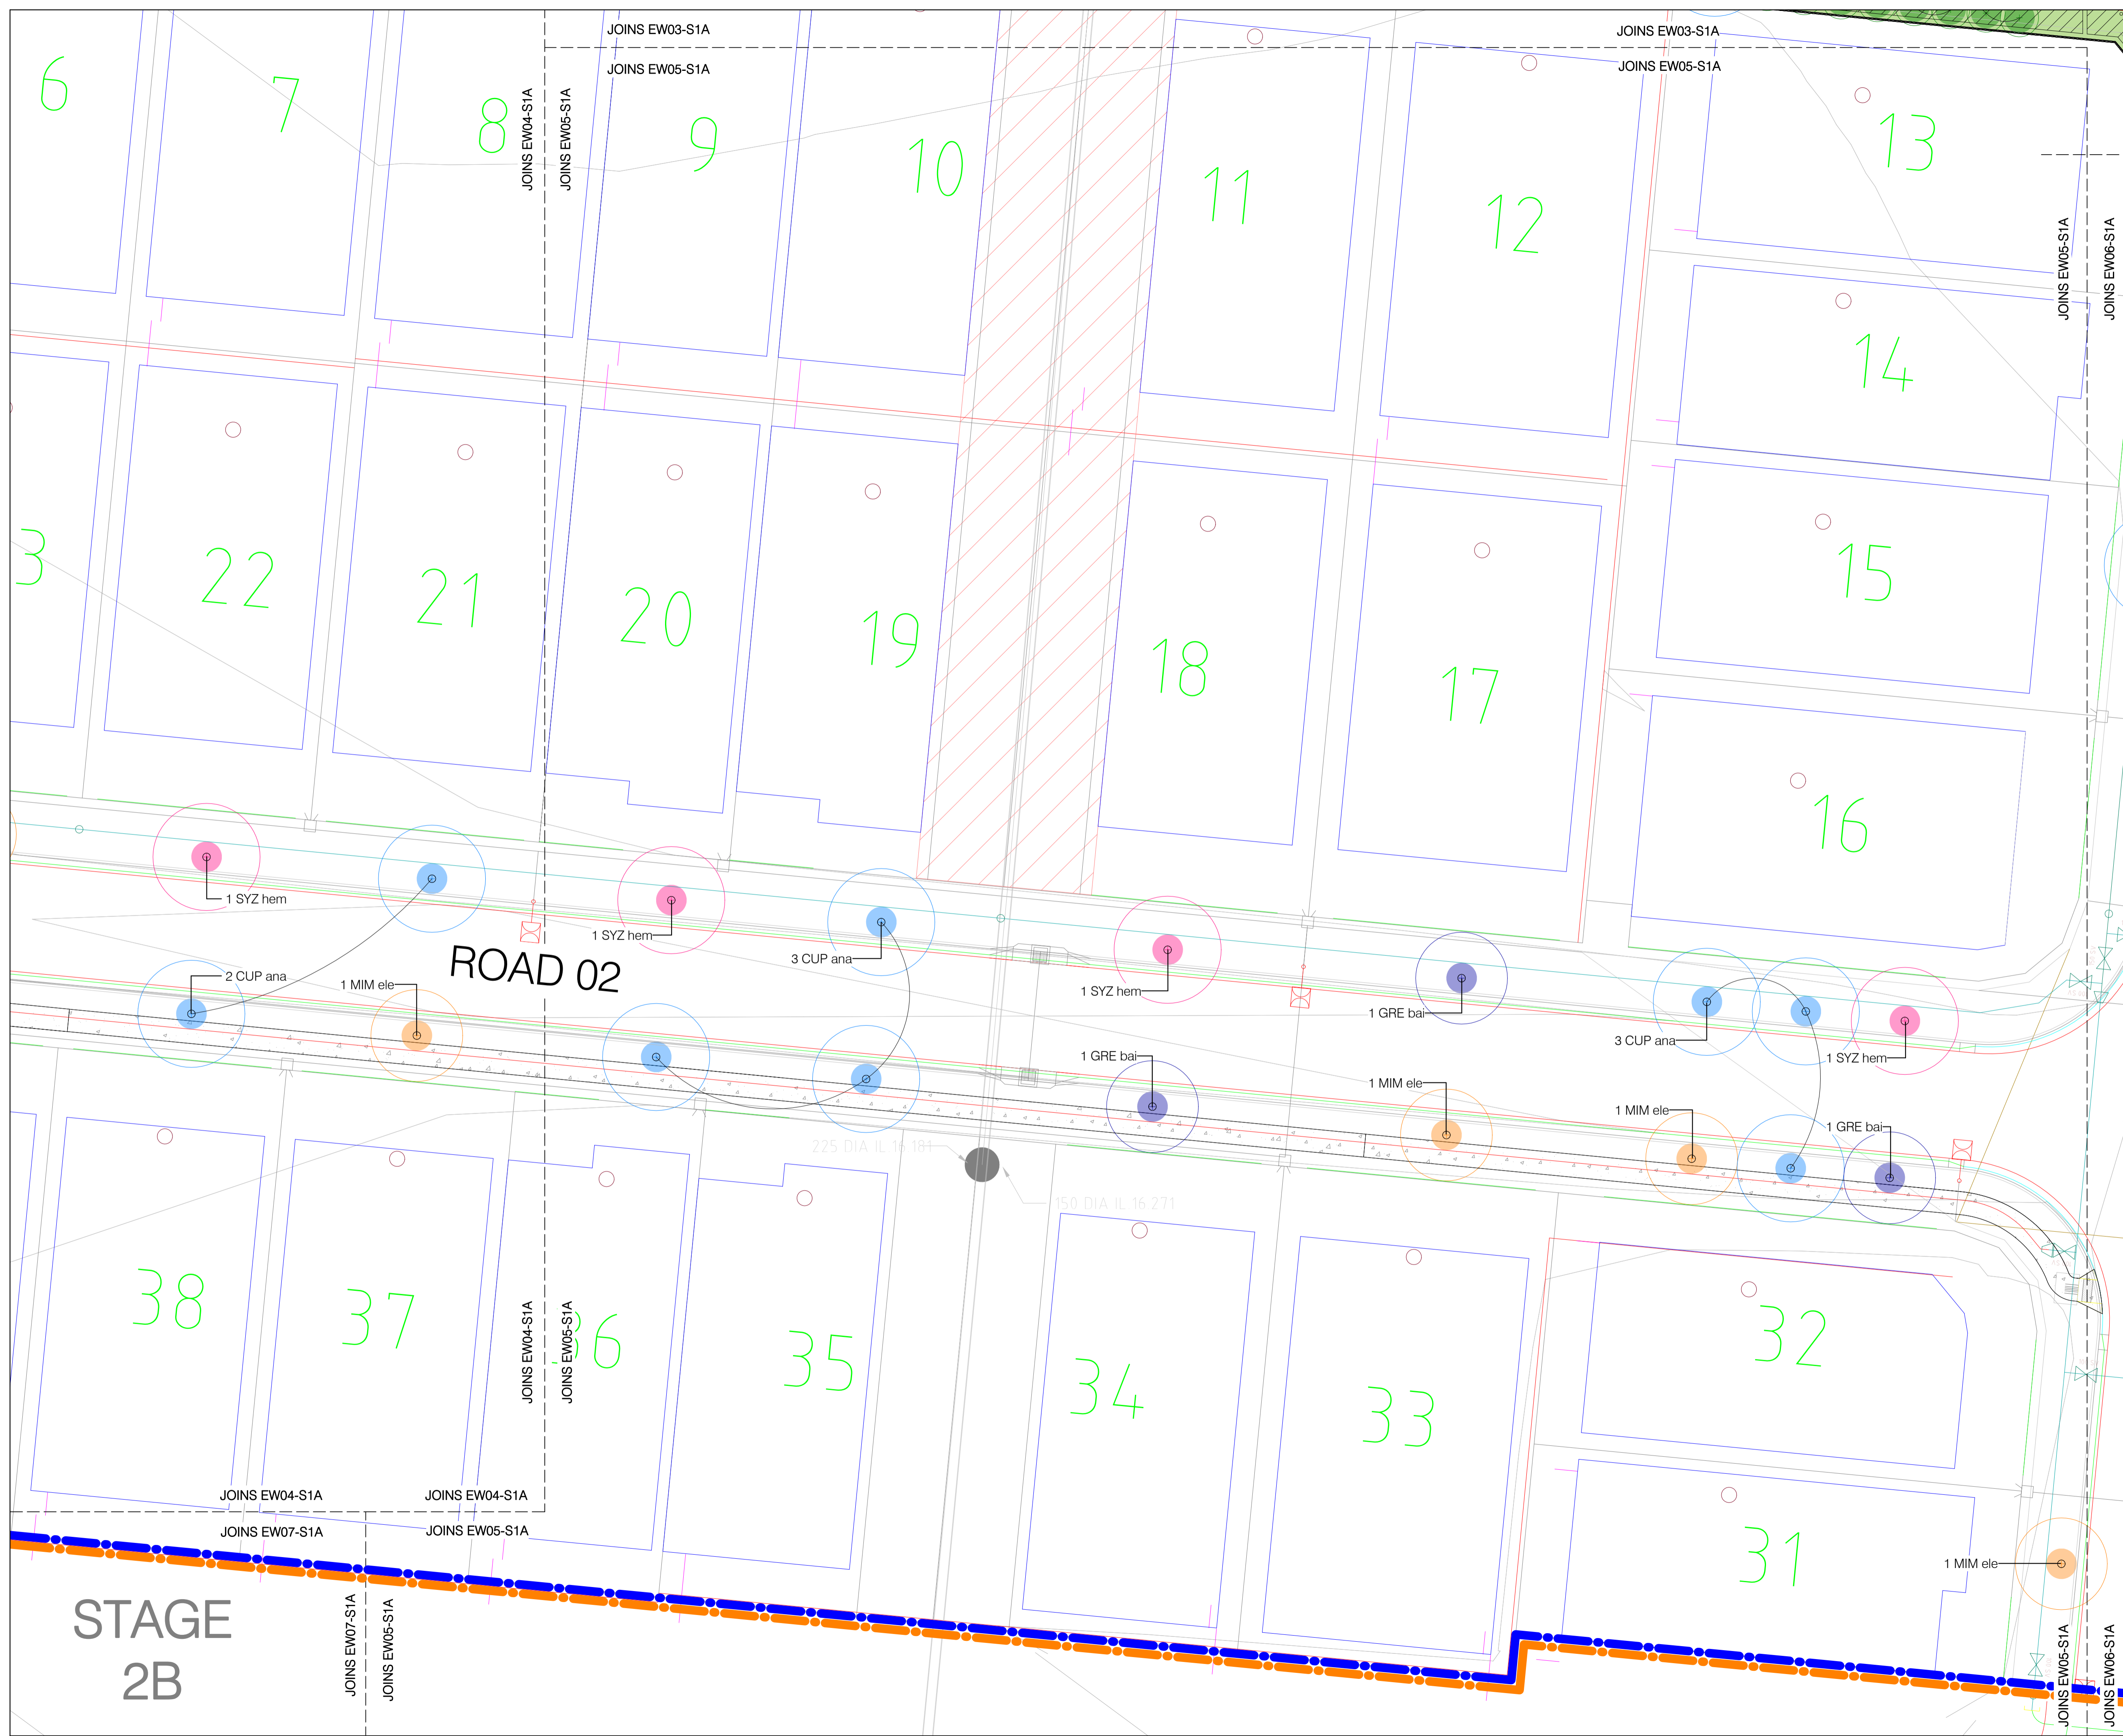 JOINS EW03-S1A
JOINS EW05-S1A
JOINS EW03-S1A
JOINS EW05-S1A
6
7
8
JOINS EW04-S1A
JOINS EW05-S1A
9
10
11
12
13
JOINS EW05-S1A
JOINS EW06-S1A
14
3
22
21
20
19
18
17
15
16
1 SYZ hem
2 CUP ana
1 MIM ele
ROAD 02
1 SYZ hem
3 CUP ana
1 SYZ hem
1 GRE bai
3 CUP ana
1 SYZ hem
1 GRE bai
1 MIM ele
1 MIM ele
1 GRE bai
225 DIA IL 16.181
150 DIA IL.16.271
38
37
JOINS EW04-S1A
JOINS EW05-S1A
36
35
34
33
32
31
1 MIM ele
JOINS EW04-S1A
JOINS EW07-S1A
JOINS EW04-S1A
JOINS EW05-S1A
STAGE
2B
JOINS EW07-S1A
JOINS EW05-S1A
JOINS EW05-S1A
JOINS EW06-S1A